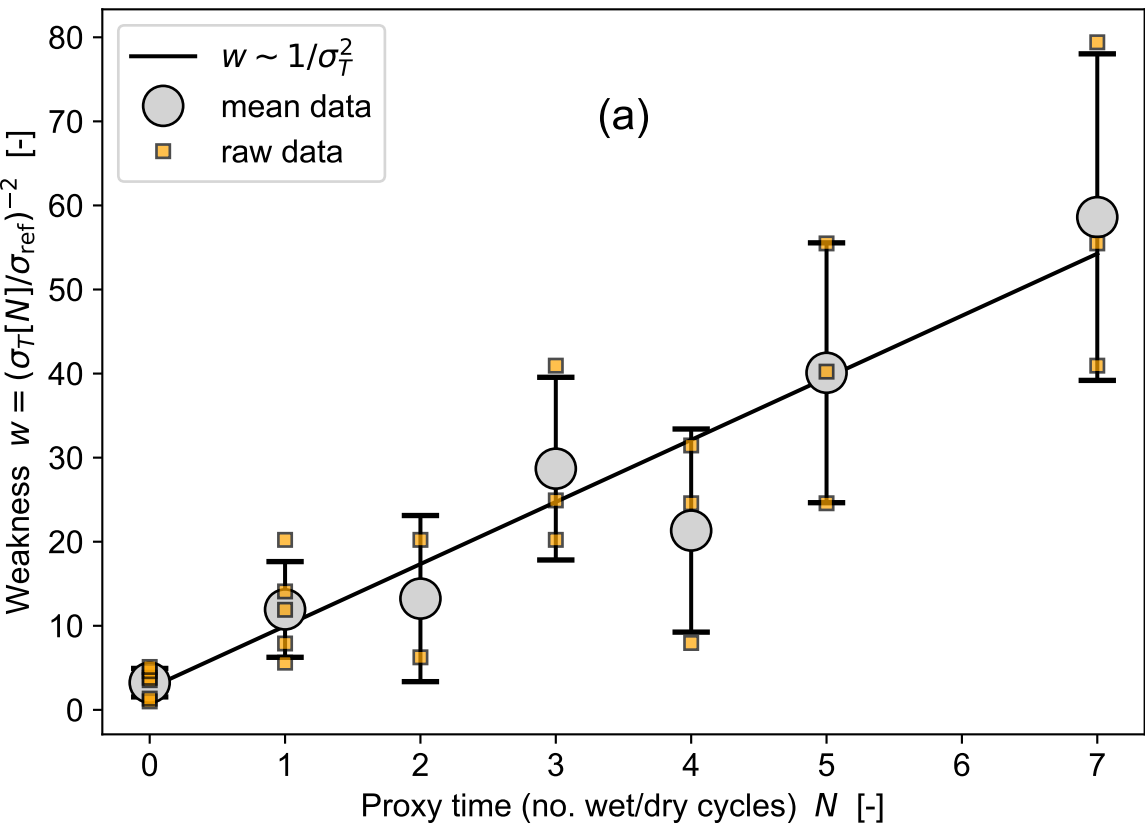 w ~ 1/σ_T^2
mean data
raw data
(a)
80
70
60
50
40
30
20
10
0
Weakness w = (σ_T[N]/σ_ref)^−2 [-]
0 1 2 3 4 5 6 7
Proxy time (no. wet/dry cycles) N [-]